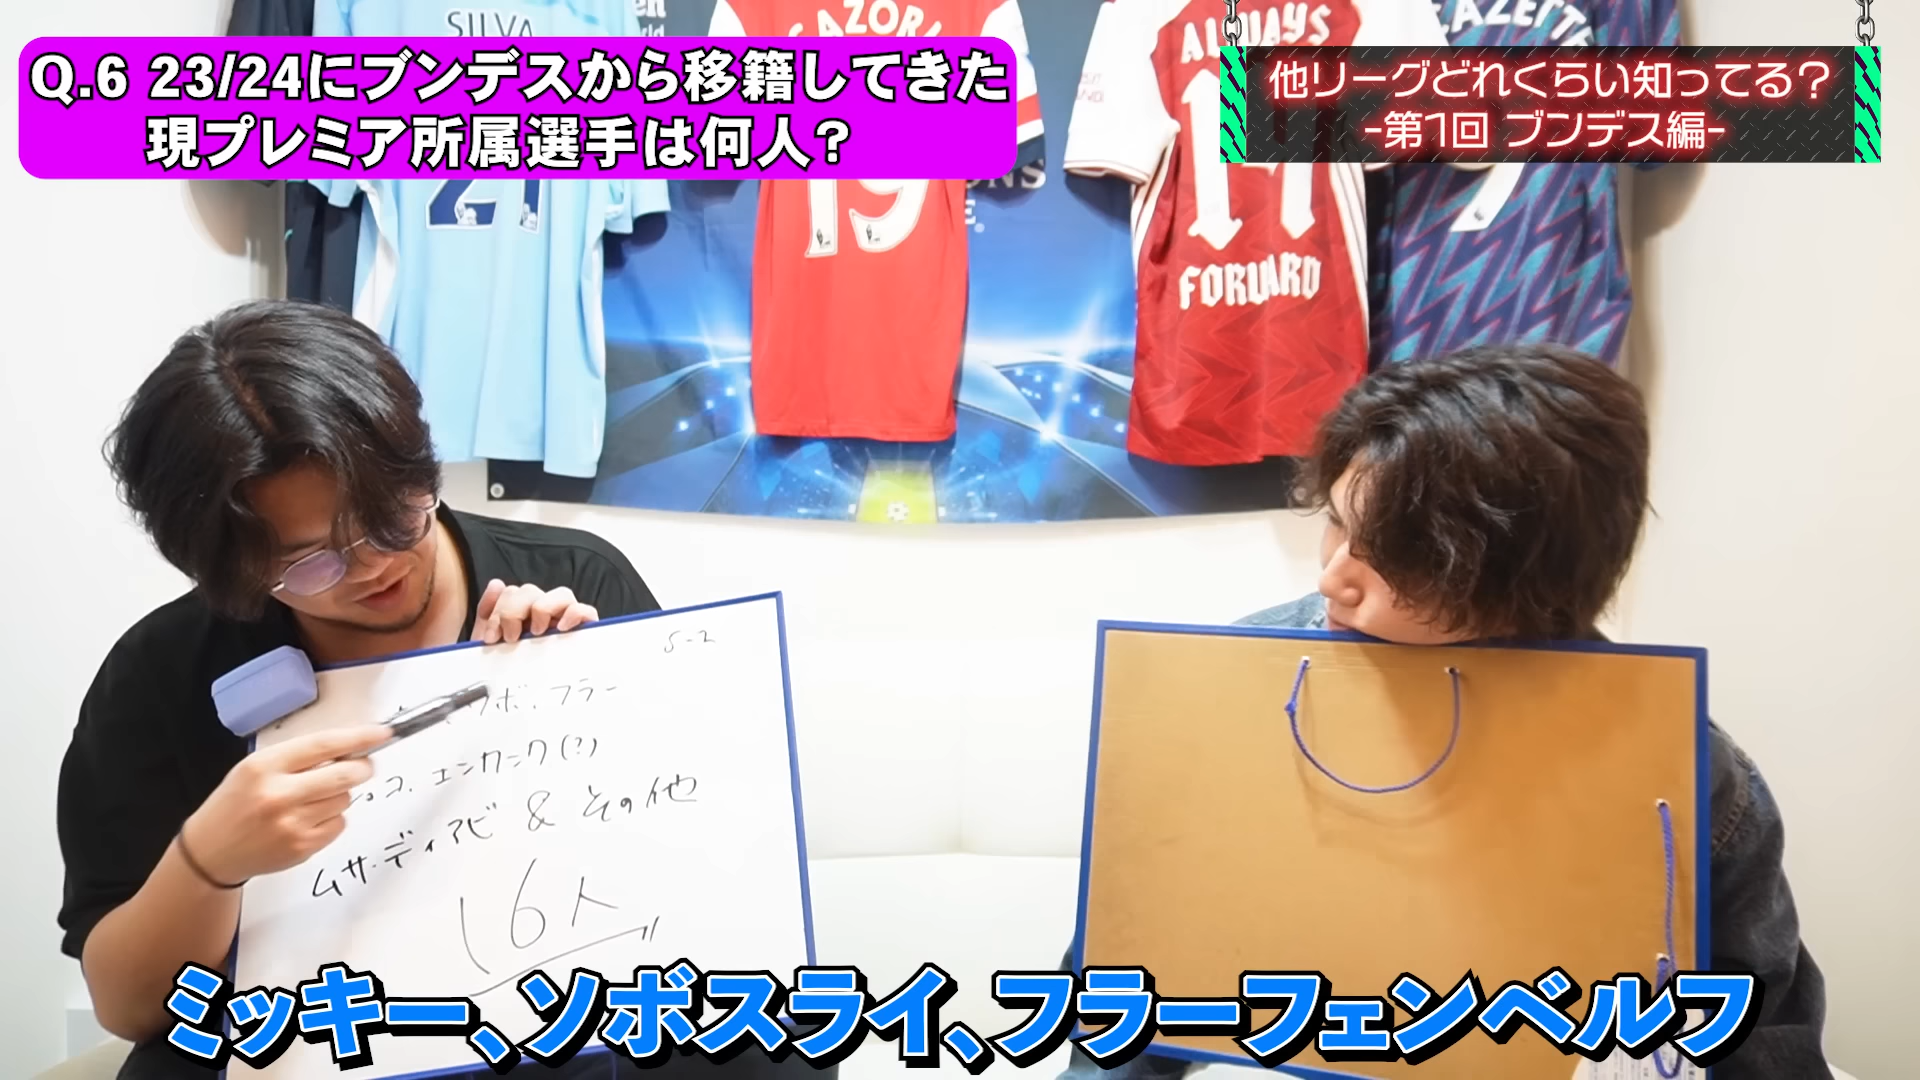 Q.6 23/24にブンデスから移籍してきた
現プレミア所属選手は何人？
他リーグどれくらい知ってる？
-第1回 ブンデス編-
SILVA
21
CAZORL
19
ALWAYS
14
FORWARD
5-2
ソボ、フラー
エンクンク(?)
ムサ・ディアビ & その他
16人
ミッキー、ソボスライ、フラーフェンベルフ